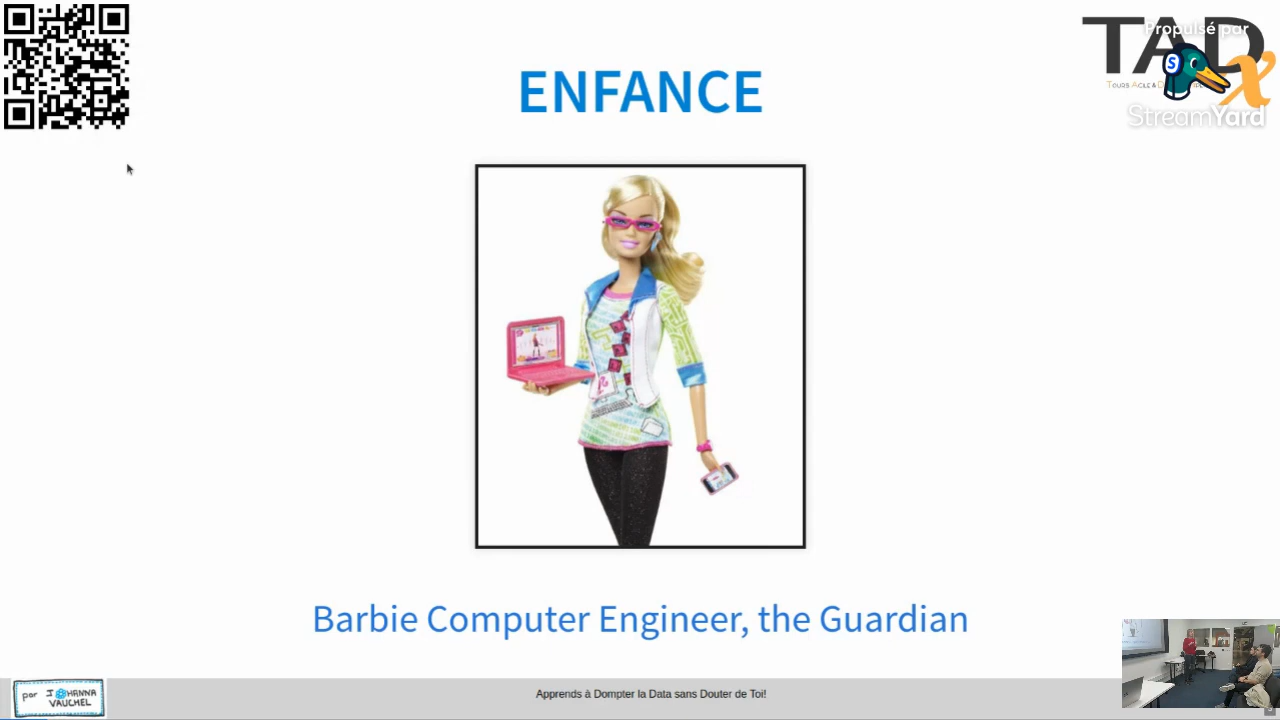 ENFANCE
TADx
Propulsé par
S
StreamYard
Barbie Computer Engineer, the Guardian
par JOHANNA
VAUCHEL
Apprends à Dompter la Data sans Douter de Toi!